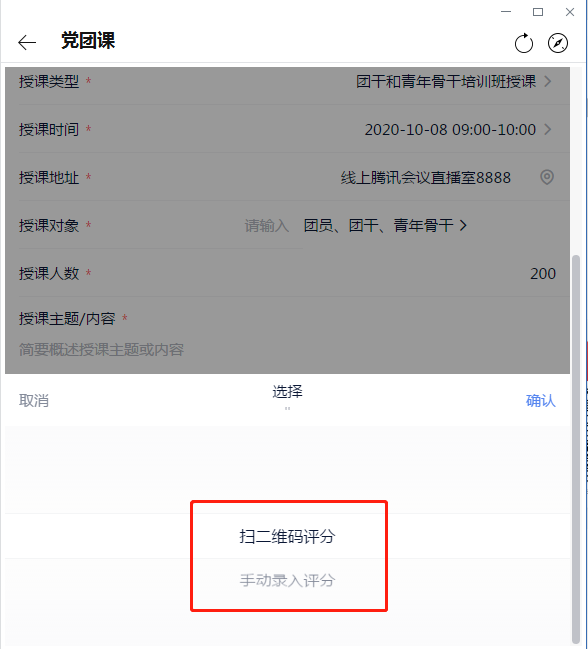 党团课
授课类型 * 团干和青年骨干培训班授课
授课时间 * 2020-10-08 09:00-10:00
授课地址 * 线上腾讯会议直播室8888
授课对象 * 请输入 团员、团干、青年骨干
授课人数 * 200
授课主题/内容 *
简要概述授课主题或内容
取消 选择 确认
"
扫二维码评分
手动录入评分